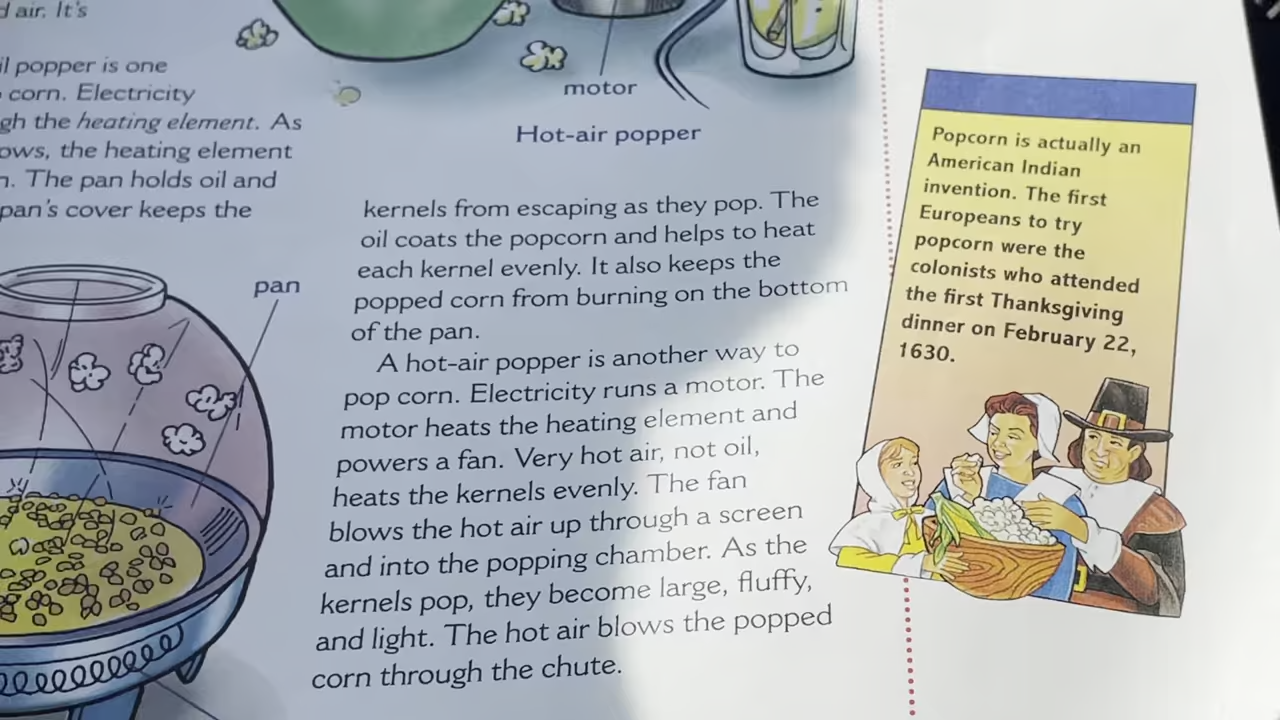 d air. It's
il popper is one
corn. Electricity
gh the heating element. As
ows, the heating element
n. The pan holds oil and
pan's cover keeps the
pan
motor
Hot-air popper
kernels from escaping as they pop. The
oil coats the popcorn and helps to heat
each kernel evenly. It also keeps the
popped corn from burning on the bottom
of the pan.
A hot-air popper is another way to
pop corn. Electricity runs a motor. The
motor heats the heating element and
powers a fan. Very hot air, not oil,
heats the kernels evenly. The fan
blows the hot air up through a screen
and into the popping chamber. As the
kernels pop, they become large, fluffy,
and light. The hot air blows the popped
corn through the chute.
Popcorn is actually an
American Indian
invention. The first
Europeans to try
popcorn were the
colonists who attended
the first Thanksgiving
dinner on February 22,
1630.